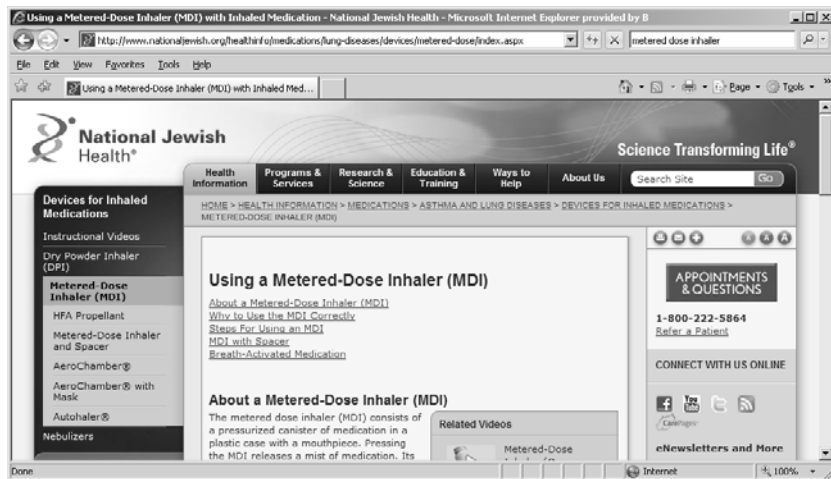 Using a Metered-Dose Inhaler (MDI) with Inhaled Medication - National Jewish Health - Microsoft Internet Explorer provided by B
http://www.nationaljewish.org/healthinfo/medications/lung-diseases/devices/metered-dose/index.aspx
metered dose inhaler
File Edit View Favorites Tools Help
Using a Metered-Dose Inhaler (MDI) with Inhaled Med...
Page Tools
National Jewish
Health®
Science Transforming Life®
Health Information
Programs & Services
Research & Science
Education & Training
Ways to Help
About Us
Search Site
Go
HOME > HEALTH INFORMATION > MEDICATIONS > ASTHMA AND LUNG DISEASES > DEVICES FOR INHALED MEDICATIONS >
METERED-DOSE INHALER (MDI)
Devices for Inhaled
Medications
Instructional Videos
Dry Powder Inhaler
(DPI)
Metered-Dose
Inhaler (MDI)
HFA Propellant
Metered-Dose Inhaler
and Spacer
AeroChamber®
AeroChamber® with
Mask
Autohaler®
Nebulizers
Using a Metered-Dose Inhaler (MDI)
About a Metered-Dose Inhaler (MDI)
Why to Use the MDI Correctly
Steps For Using an MDI
MDI with Spacer
Breath-Activated Medication
About a Metered-Dose Inhaler (MDI)
The metered dose inhaler (MDI) consists of
a pressurized canister of medication in a
plastic case with a mouthpiece. Pressing
the MDI releases a mist of medication. Its
Related Videos
Metered-Dose
A A A
APPOINTMENTS
& QUESTIONS
1-800-222-5864
Refer a Patient
CONNECT WITH US ONLINE
You Tube
CarePages
eNewsletters and More
Done
Internet
100%